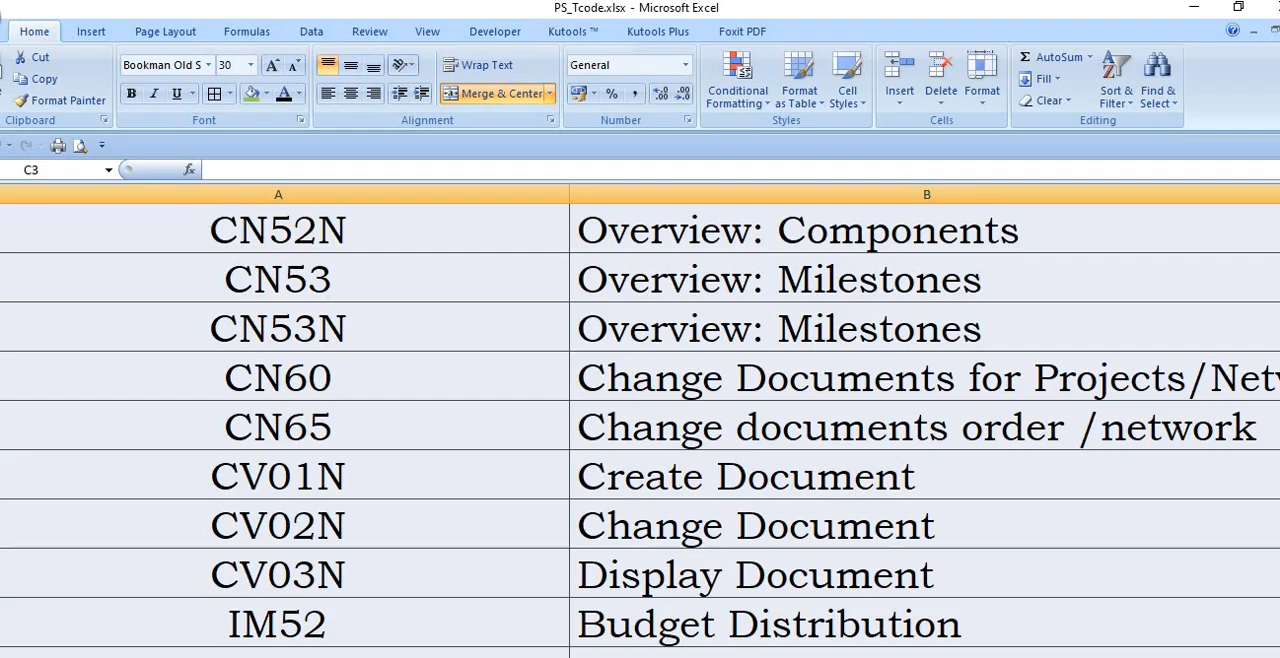 PS_Tcode.xlsx - Microsoft Excel
Home Insert Page Layout Formulas Data Review View Developer Kutools ™ Kutools Plus Foxit PDF
Cut
Copy
Format Painter
Clipboard
Bookman Old S 30 A A
B I U A
Font
Wrap Text
Merge & Center
Alignment
General
% , .0 .00 .00 .0
Number
Conditional Formatting
Format as Table
Cell Styles
Styles
Insert Delete Format
Cells
Σ AutoSum
Fill
Clear
Sort & Filter
Find & Select
Editing
C3 fx
A B
CN52N Overview: Components
CN53 Overview: Milestones
CN53N Overview: Milestones
CN60 Change Documents for Projects/Netw
CN65 Change documents order /network
CV01N Create Document
CV02N Change Document
CV03N Display Document
IM52 Budget Distribution